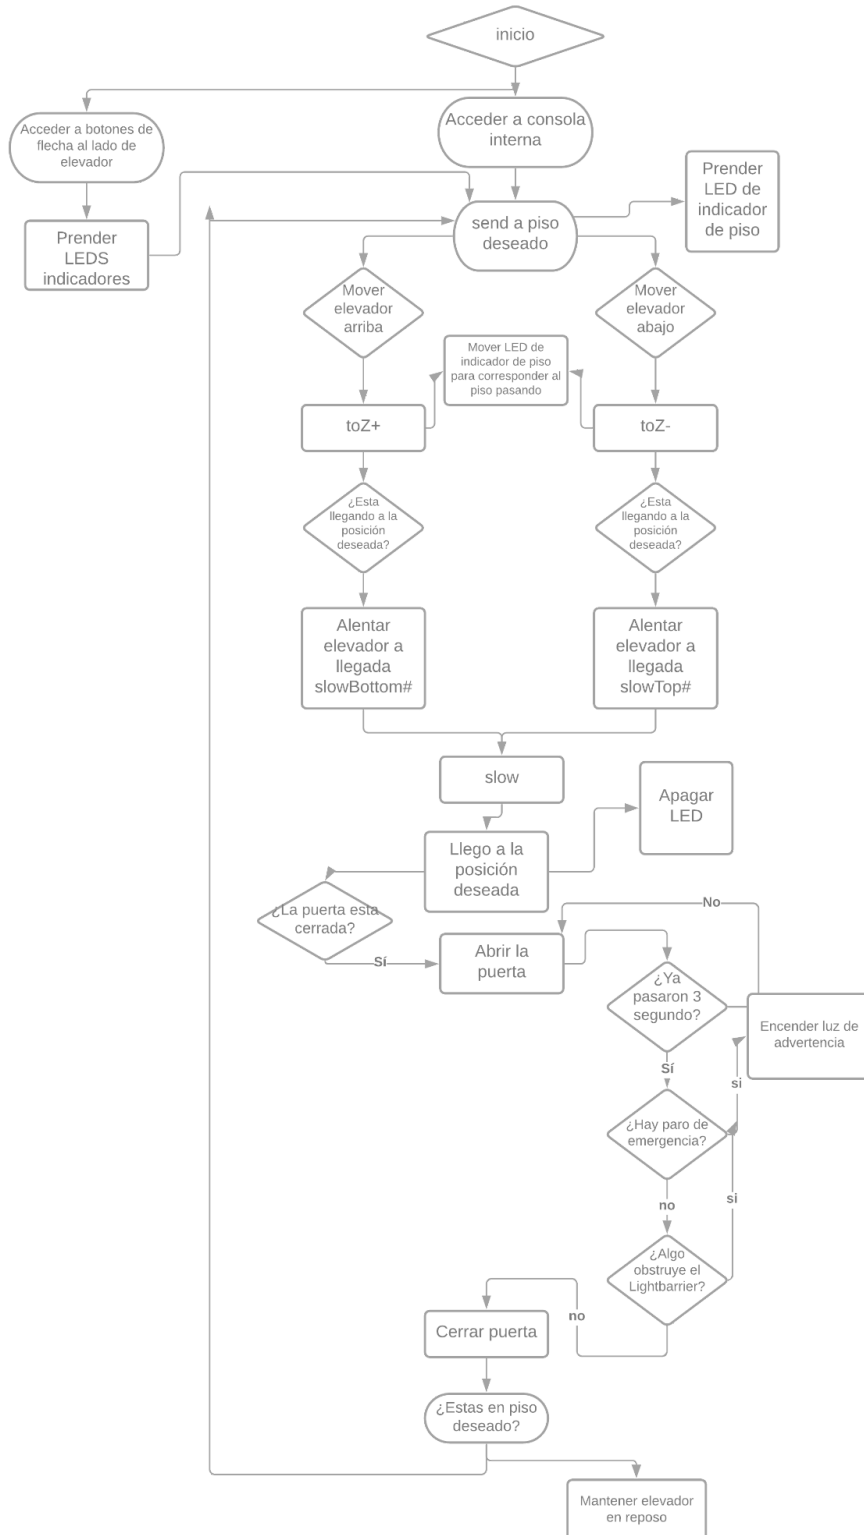 inicio
Acceder a botones de
flecha al lado de
elevador
Acceder a consola
interna
Prender
LED de
indicador
de piso
send a piso
deseado
Prender
LEDS
indicadores
Mover
elevador
arriba
Mover
elevador
abajo
Mover LED de
indicador de piso
para corresponder al
piso pasando
toZ+
toZ-
¿Esta
llegando a la
posición
deseada?
¿Esta
llegando a la
posición
deseada?
Alentar
elevador a
llegada
slowBottom#
Alentar
elevador a
llegada
slowTop#
slow
Apagar
LED
Llego a la
posición
deseada
¿La puerta esta
cerrada?
No
Sí
Abrir la
puerta
¿Ya
pasaron 3
segundo?
Encender luz de
advertencia
Sí
si
¿Hay paro de
emergencia?
si
no
¿Algo
obstruye el
Lightbarrier?
no
Cerrar puerta
¿Estas en piso
deseado?
Mantener elevador
en reposo